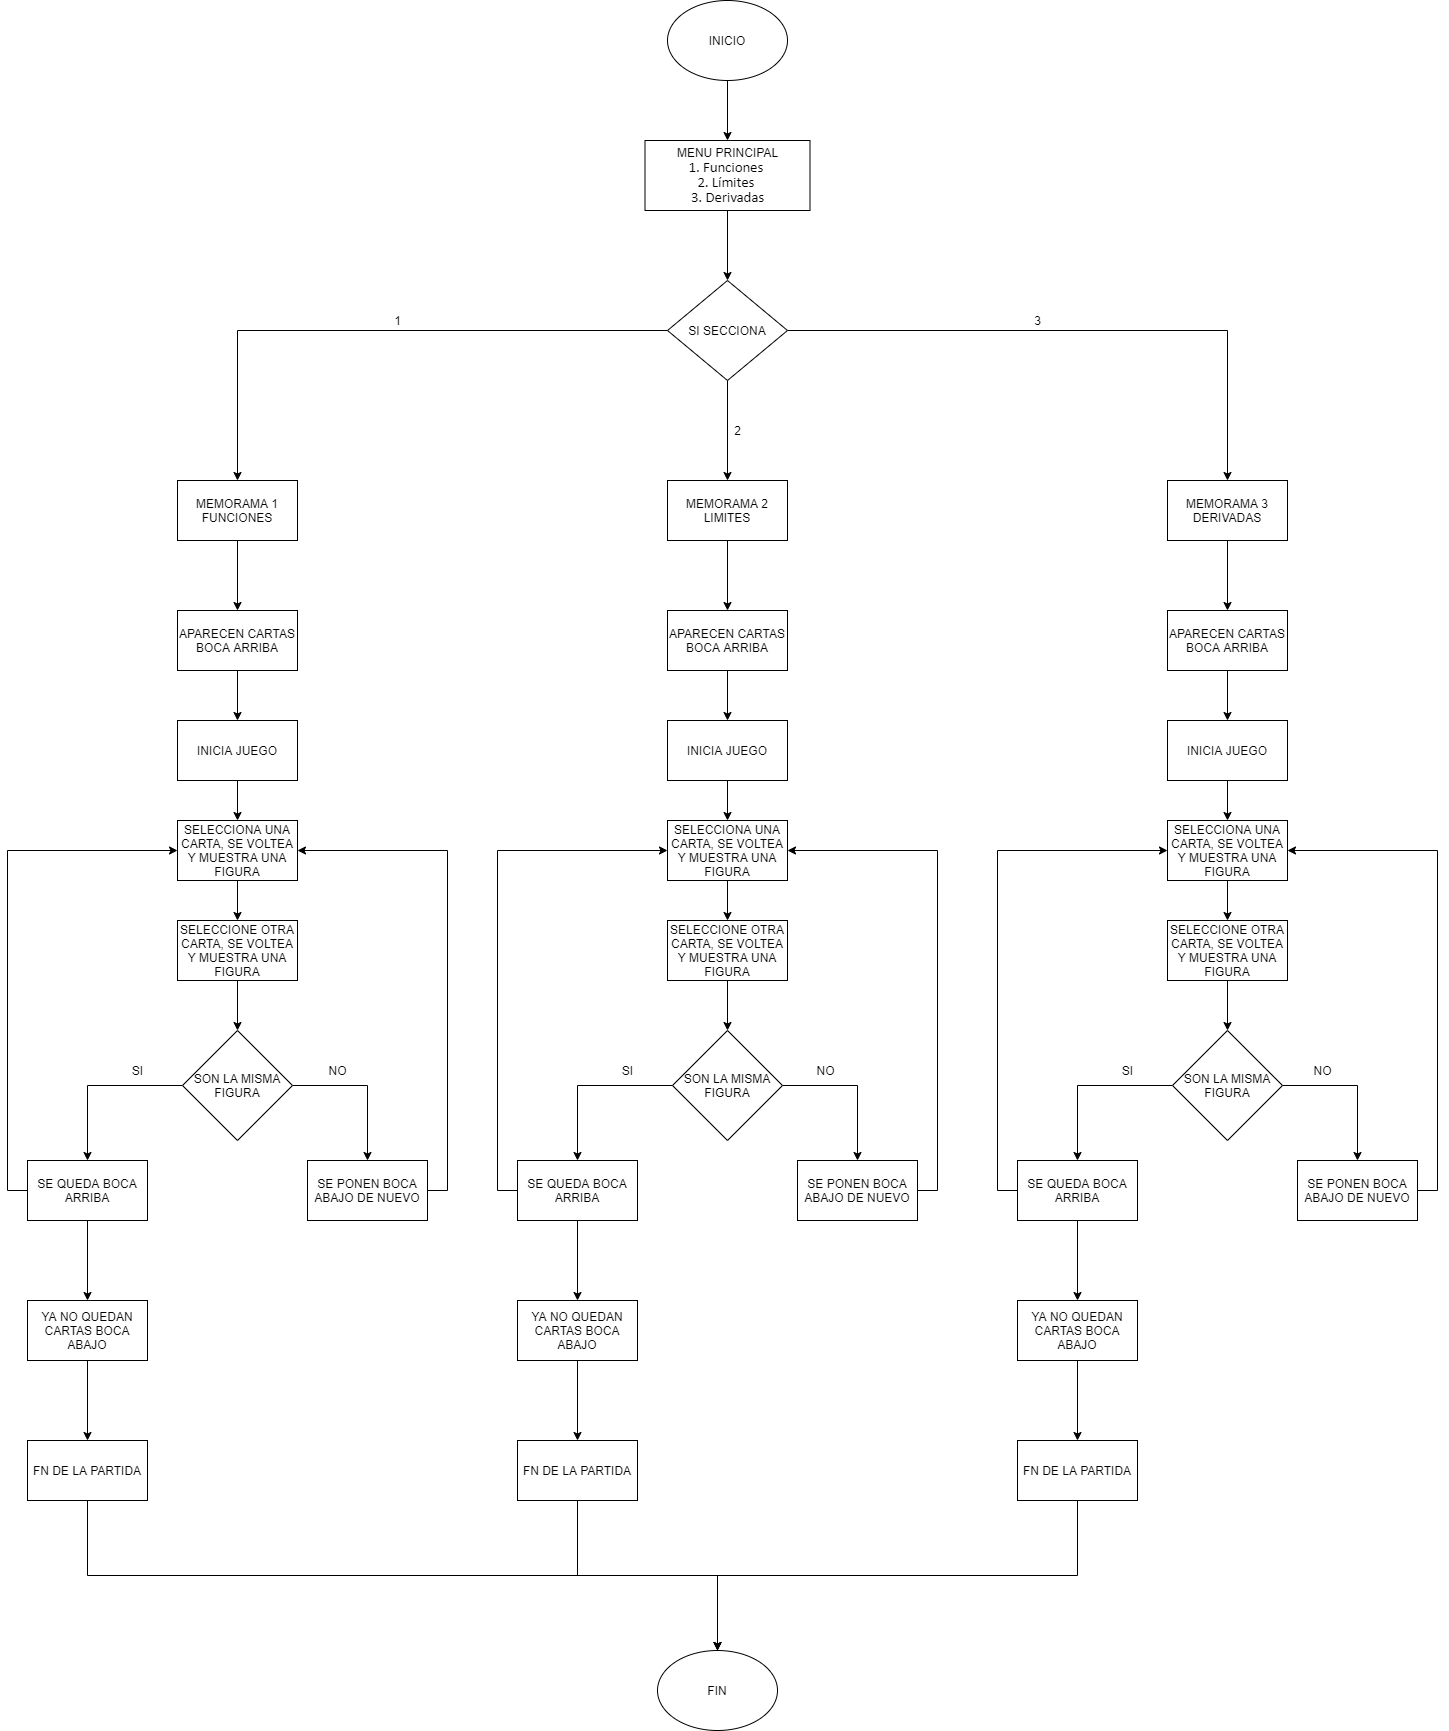 INICIO
MENU PRINCIPAL
1. Funciones
2. Límites
3. Derivadas
SI SECCIONA
1
3
2
MEMORAMA 1
FUNCIONES
MEMORAMA 2
LIMITES
MEMORAMA 3
DERIVADAS
APARECEN CARTAS
BOCA ARRIBA
APARECEN CARTAS
BOCA ARRIBA
APARECEN CARTAS
BOCA ARRIBA
INICIA JUEGO
INICIA JUEGO
INICIA JUEGO
SELECCIONA UNA
CARTA, SE VOLTEA
Y MUESTRA UNA
FIGURA
SELECCIONA UNA
CARTA, SE VOLTEA
Y MUESTRA UNA
FIGURA
SELECCIONA UNA
CARTA, SE VOLTEA
Y MUESTRA UNA
FIGURA
SELECCIONE OTRA
CARTA, SE VOLTEA
Y MUESTRA UNA
FIGURA
SELECCIONE OTRA
CARTA, SE VOLTEA
Y MUESTRA UNA
FIGURA
SELECCIONE OTRA
CARTA, SE VOLTEA
Y MUESTRA UNA
FIGURA
SI
SON LA MISMA
FIGURA
NO
SI
SON LA MISMA
FIGURA
NO
SI
SON LA MISMA
FIGURA
NO
SE QUEDA BOCA
ARRIBA
SE PONEN BOCA
ABAJO DE NUEVO
SE QUEDA BOCA
ARRIBA
SE PONEN BOCA
ABAJO DE NUEVO
SE QUEDA BOCA
ARRIBA
SE PONEN BOCA
ABAJO DE NUEVO
YA NO QUEDAN
CARTAS BOCA
ABAJO
YA NO QUEDAN
CARTAS BOCA
ABAJO
YA NO QUEDAN
CARTAS BOCA
ABAJO
FN DE LA PARTIDA
FN DE LA PARTIDA
FN DE LA PARTIDA
FIN